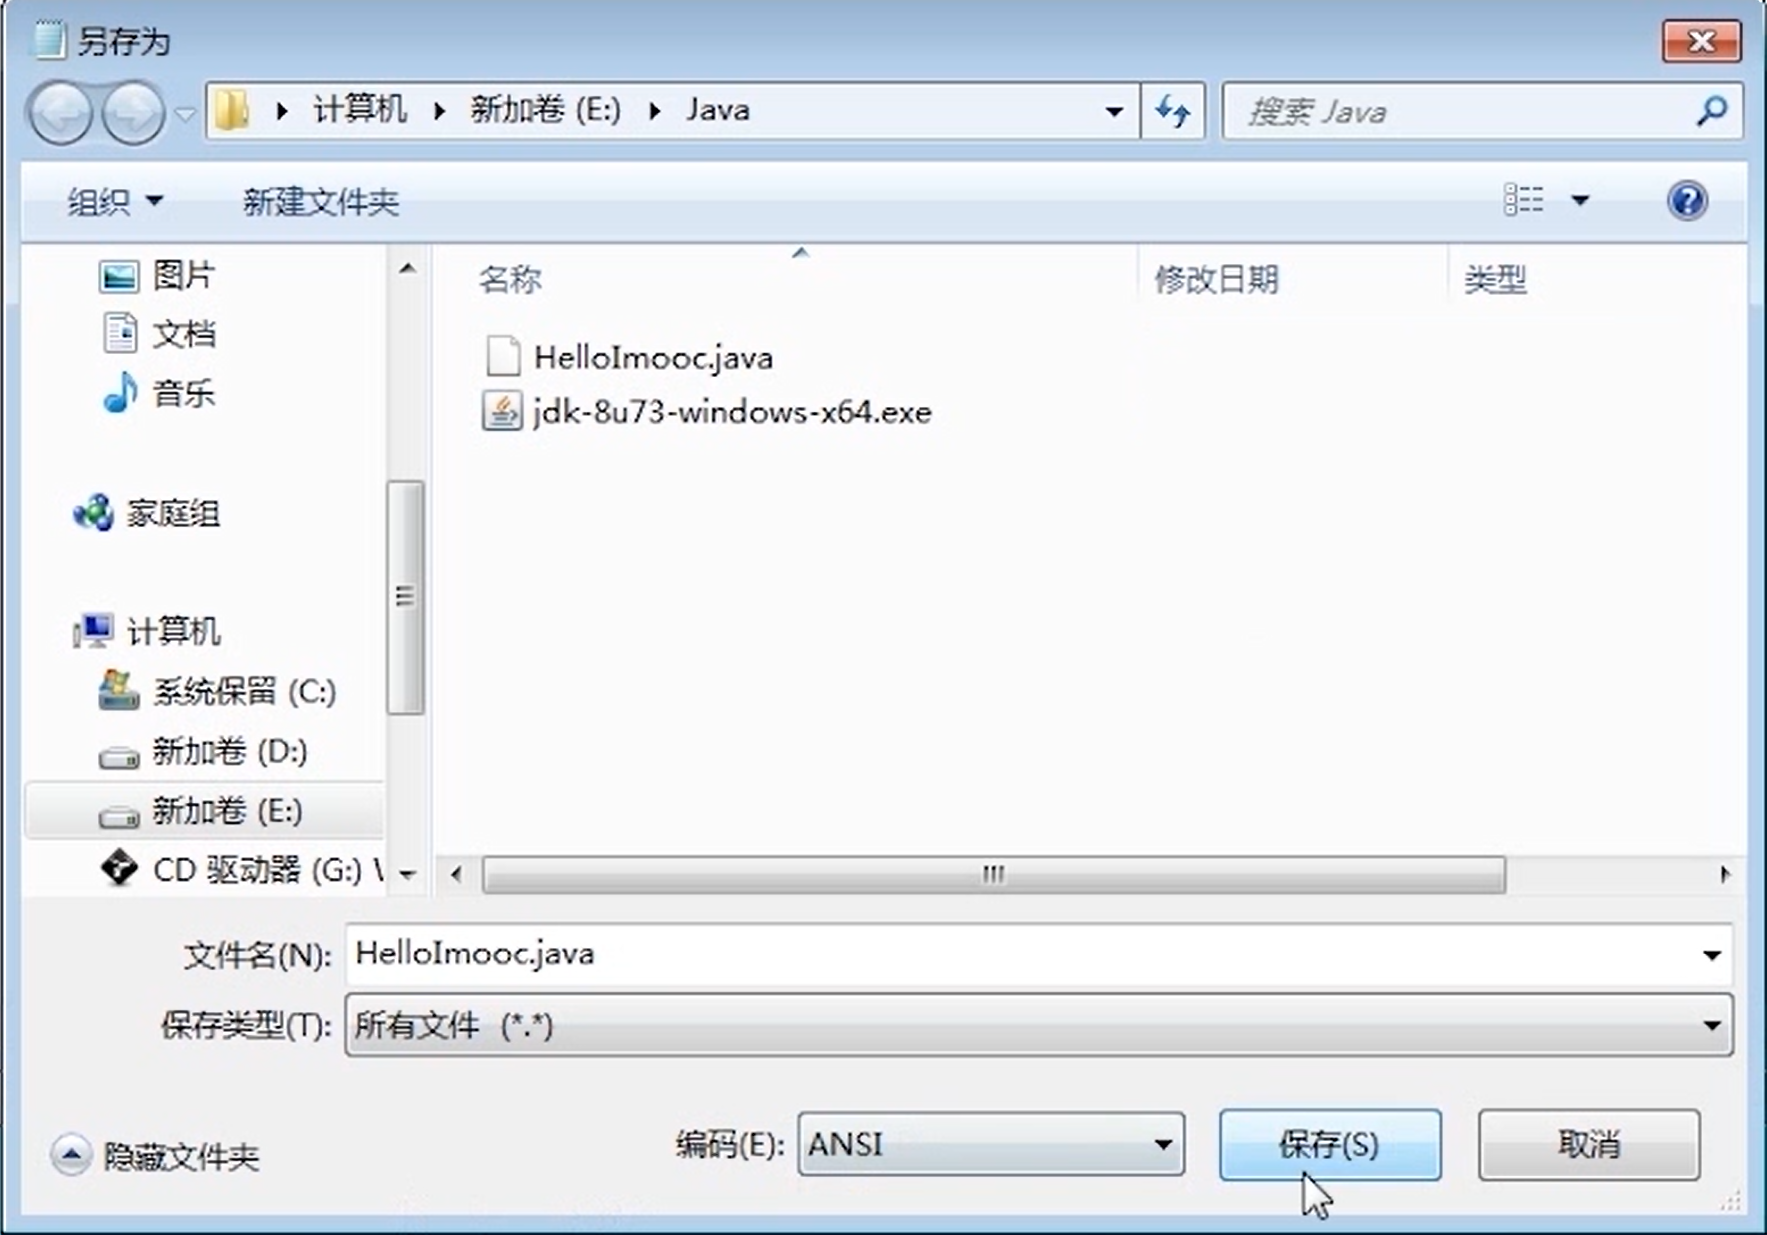 另存为
计算机 新加卷 (E:) Java
搜索 Java
组织 新建文件夹
图片
文档
音乐
家庭组
计算机
系统保留 (C:)
新加卷 (D:)
新加卷 (E:)
CD 驱动器 (G:)
名称 修改日期 类型
HelloImooc.java
jdk-8u73-windows-x64.exe
文件名(N): HelloImooc.java
保存类型(T): 所有文件 (*.*)
隐藏文件夹 编码(E): ANSI 保存(S) 取消